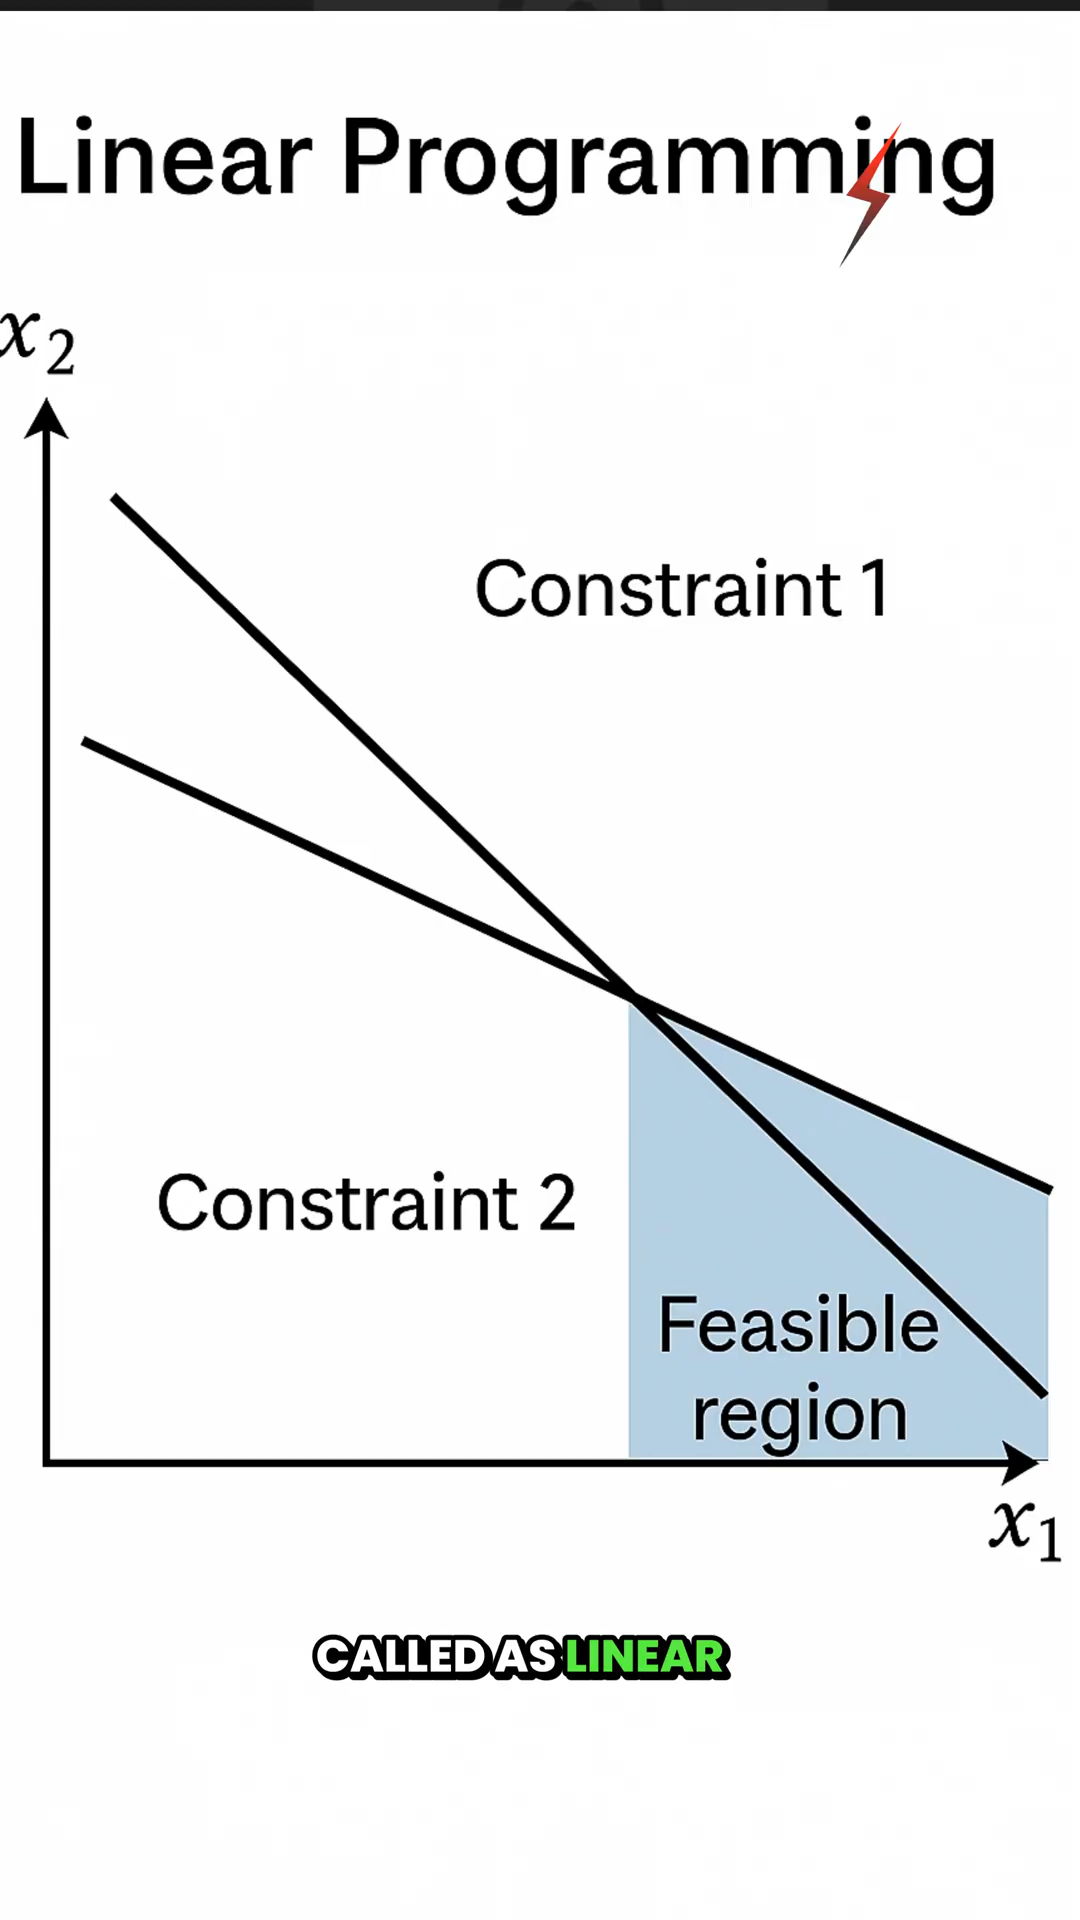 Linear Programming
x₂
Constraint 1
Constraint 2
Feasible
region
x₁
CALLED AS LINEAR